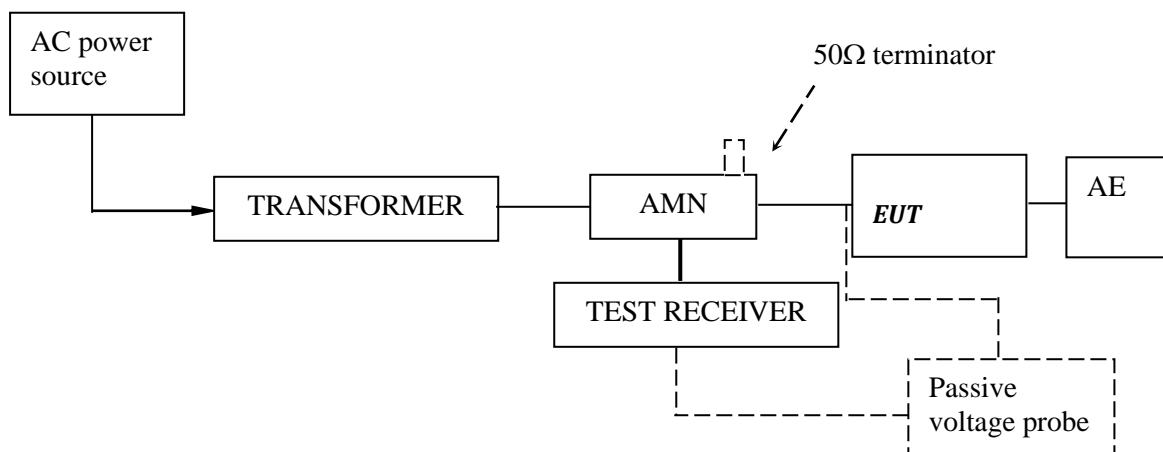 AC power
source
50Ω terminator
TRANSFORMER
AMN
EUT
AE
TEST RECEIVER
Passive
voltage probe